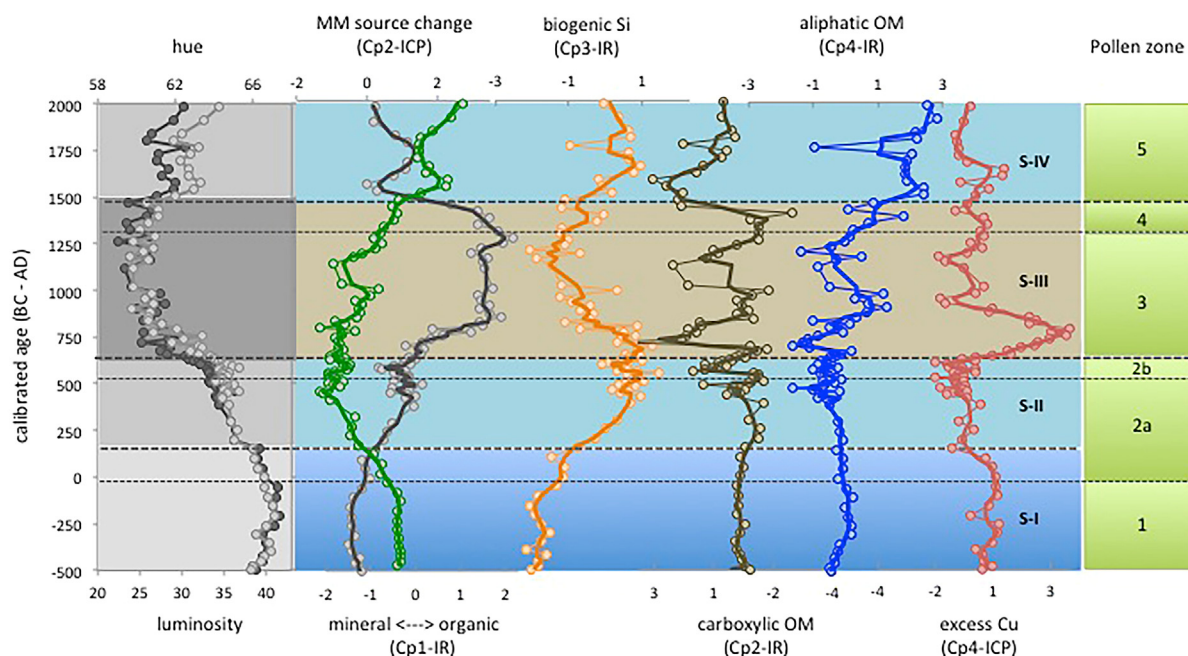 MM source change biogenic Si aliphatic OM
hue (Cp2-ICP) (Cp3-IR) (Cp4-IR) Pollen zone
58 62 66 -2 0 2 -3 -1 1 -3 -1 1 3
2000
1750 S-IV 5
1500
4
1250
1000 S-III 3
750
2b
500
S-II
250 2a
0
-250 S-I 1
-500
calibrated age (BC - AD)
20 25 30 35 40 -2 -1 0 1 2 3 1 -1 -4 -4 -2 1 3
luminosity mineral <---> organic carboxylic OM excess Cu
(Cp1-IR) (Cp2-IR) (Cp4-ICP)